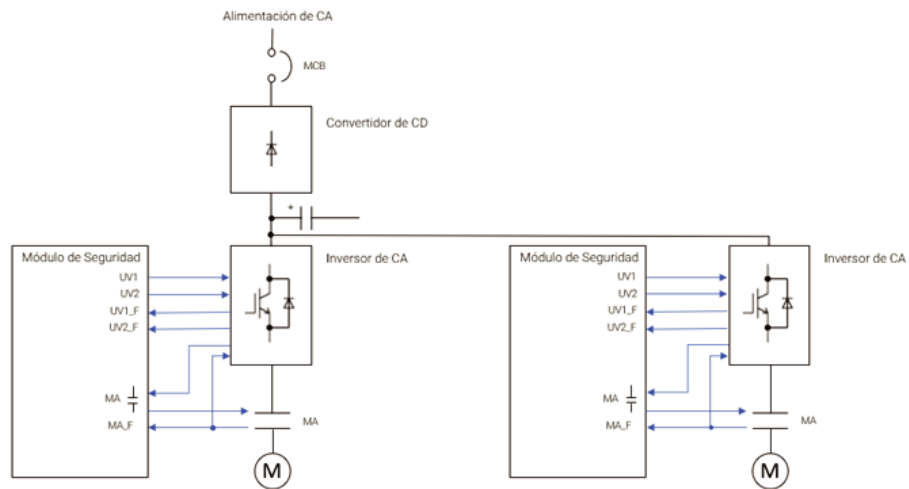 Alimentación de CA
MCB
Convertidor de CD
+
Módulo de Seguridad
UV1
UV2
UV1_F
UV2_F
MA
MA_F
Inversor de CA
MA
M
Módulo de Seguridad
UV1
UV2
UV1_F
UV2_F
MA
MA_F
Inversor de CA
MA
M